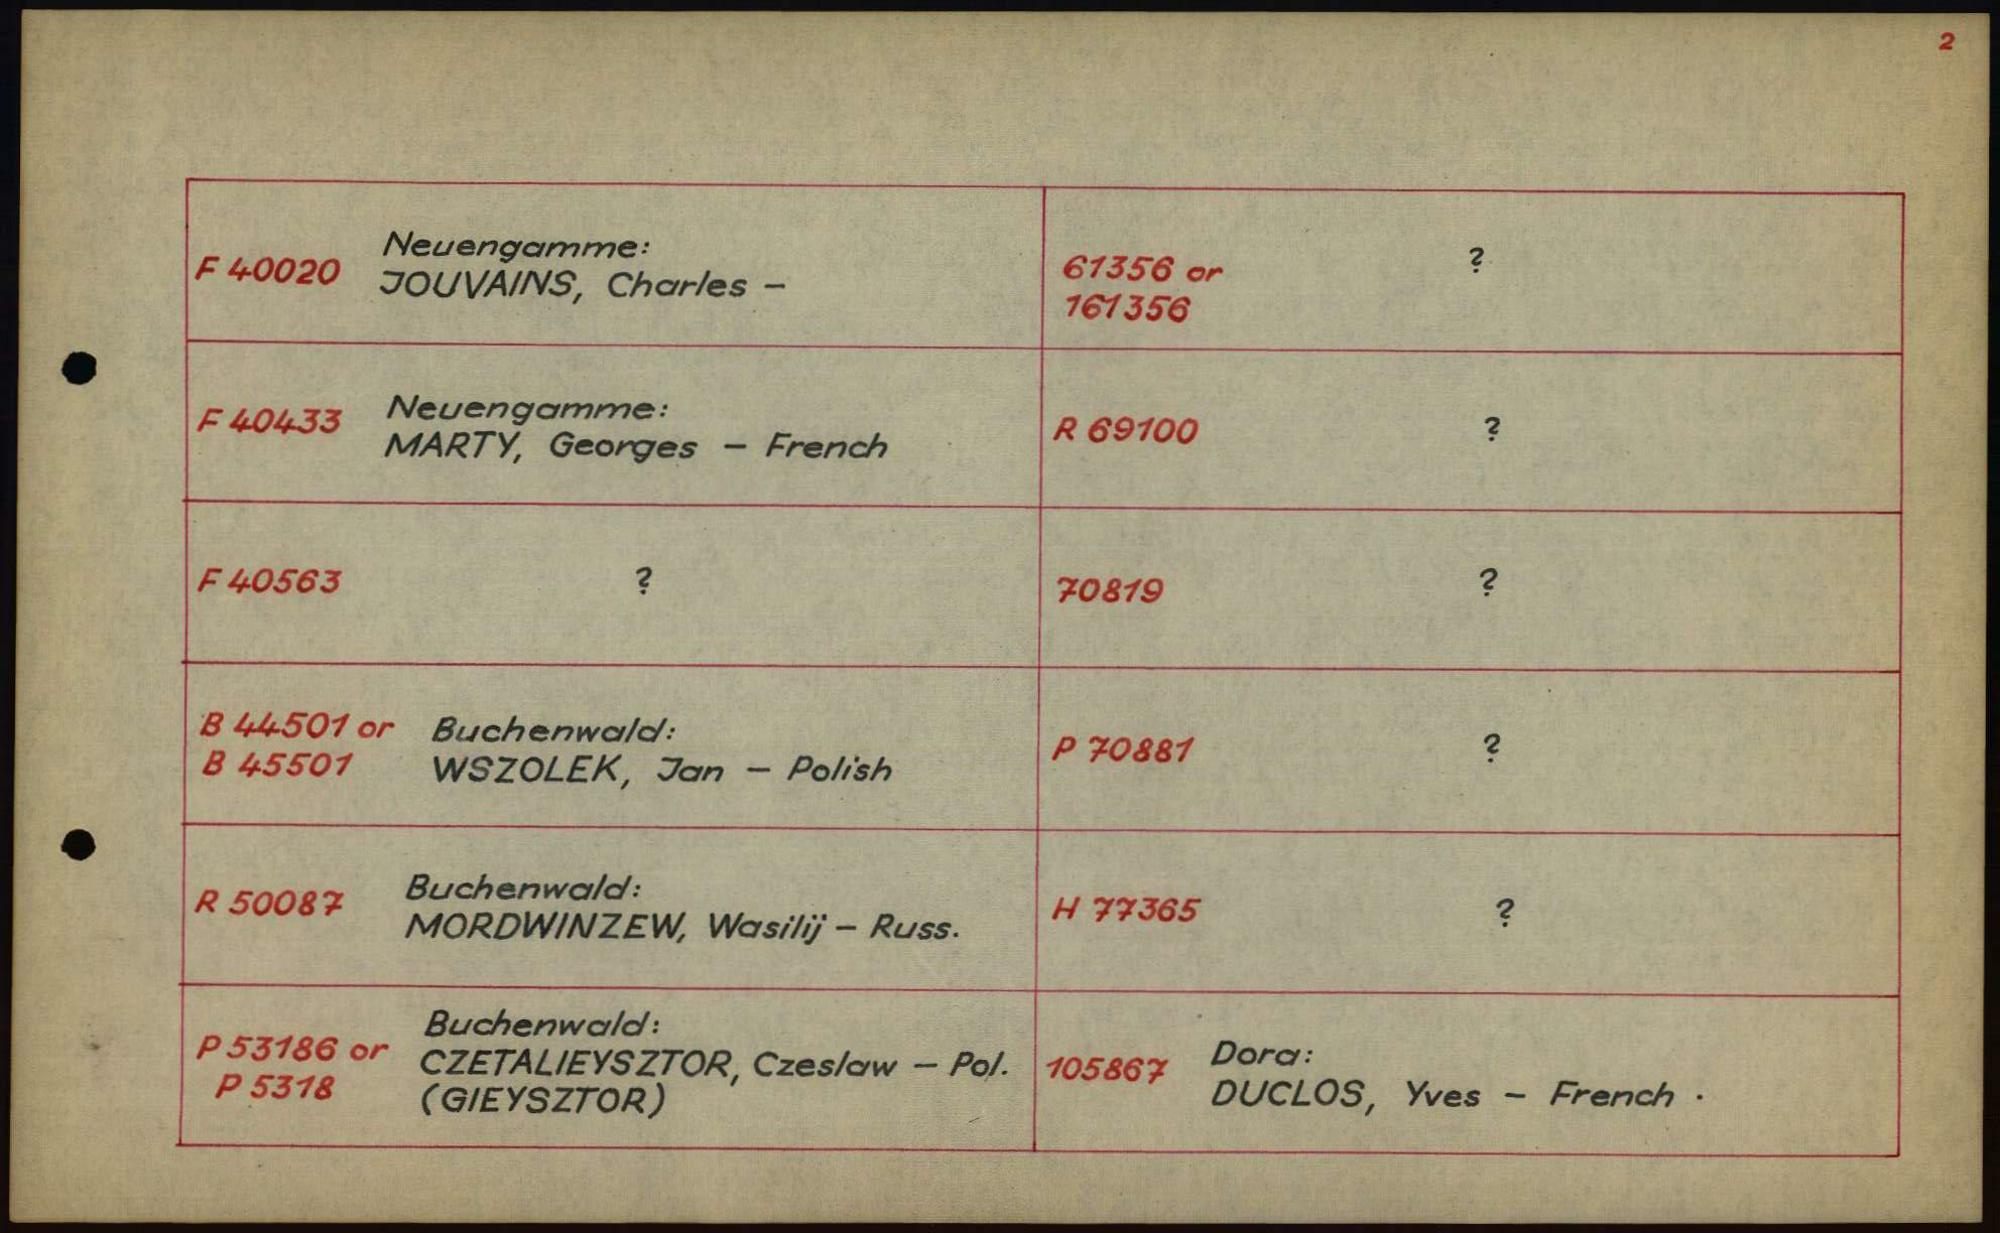 2
F 40020
Neuengamme:
JOUVAINS, Charles –
61356 or
161356
?
F 40433
Neuengamme:
MARTY, Georges – French
R 69100
?
F 40563
?
70819
?
B 44501 or
B 45501
Buchenwald:
WSZOLEK, Jan – Polish
P 70881
?
R 50087
Buchenwald:
MORDWINZEW, Wasilij – Russ.
H 77365
?
P 53186 or
P 5318
Buchenwald:
CZETALIEYSZTOR, Czeslaw – Pol.
(GIEYSZTOR)
105867
Dora:
DUCLOS, Yves – French .